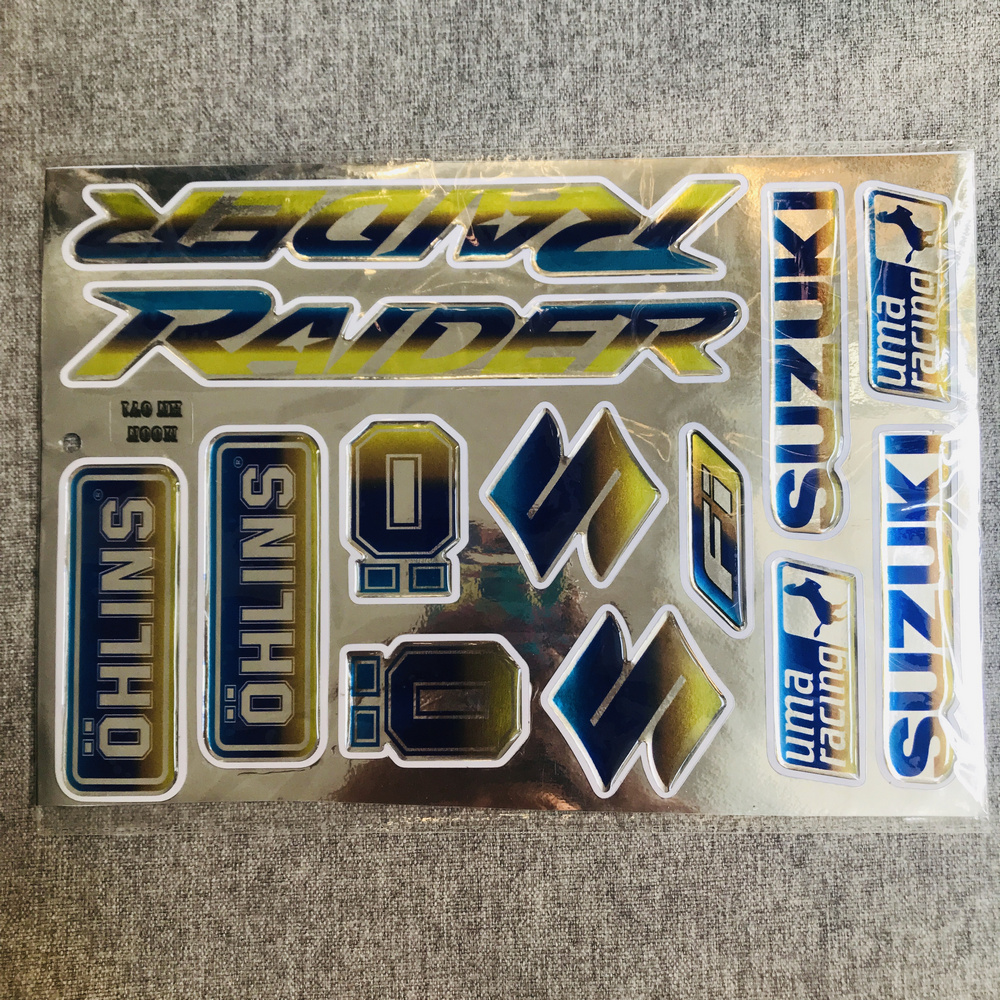 RAIDER
RAIDER
SUZUKI
uma
racing
ÖHLINS®
ÖHLINS®
Ö
Ö
Fi
uma
racing
SUZUKI